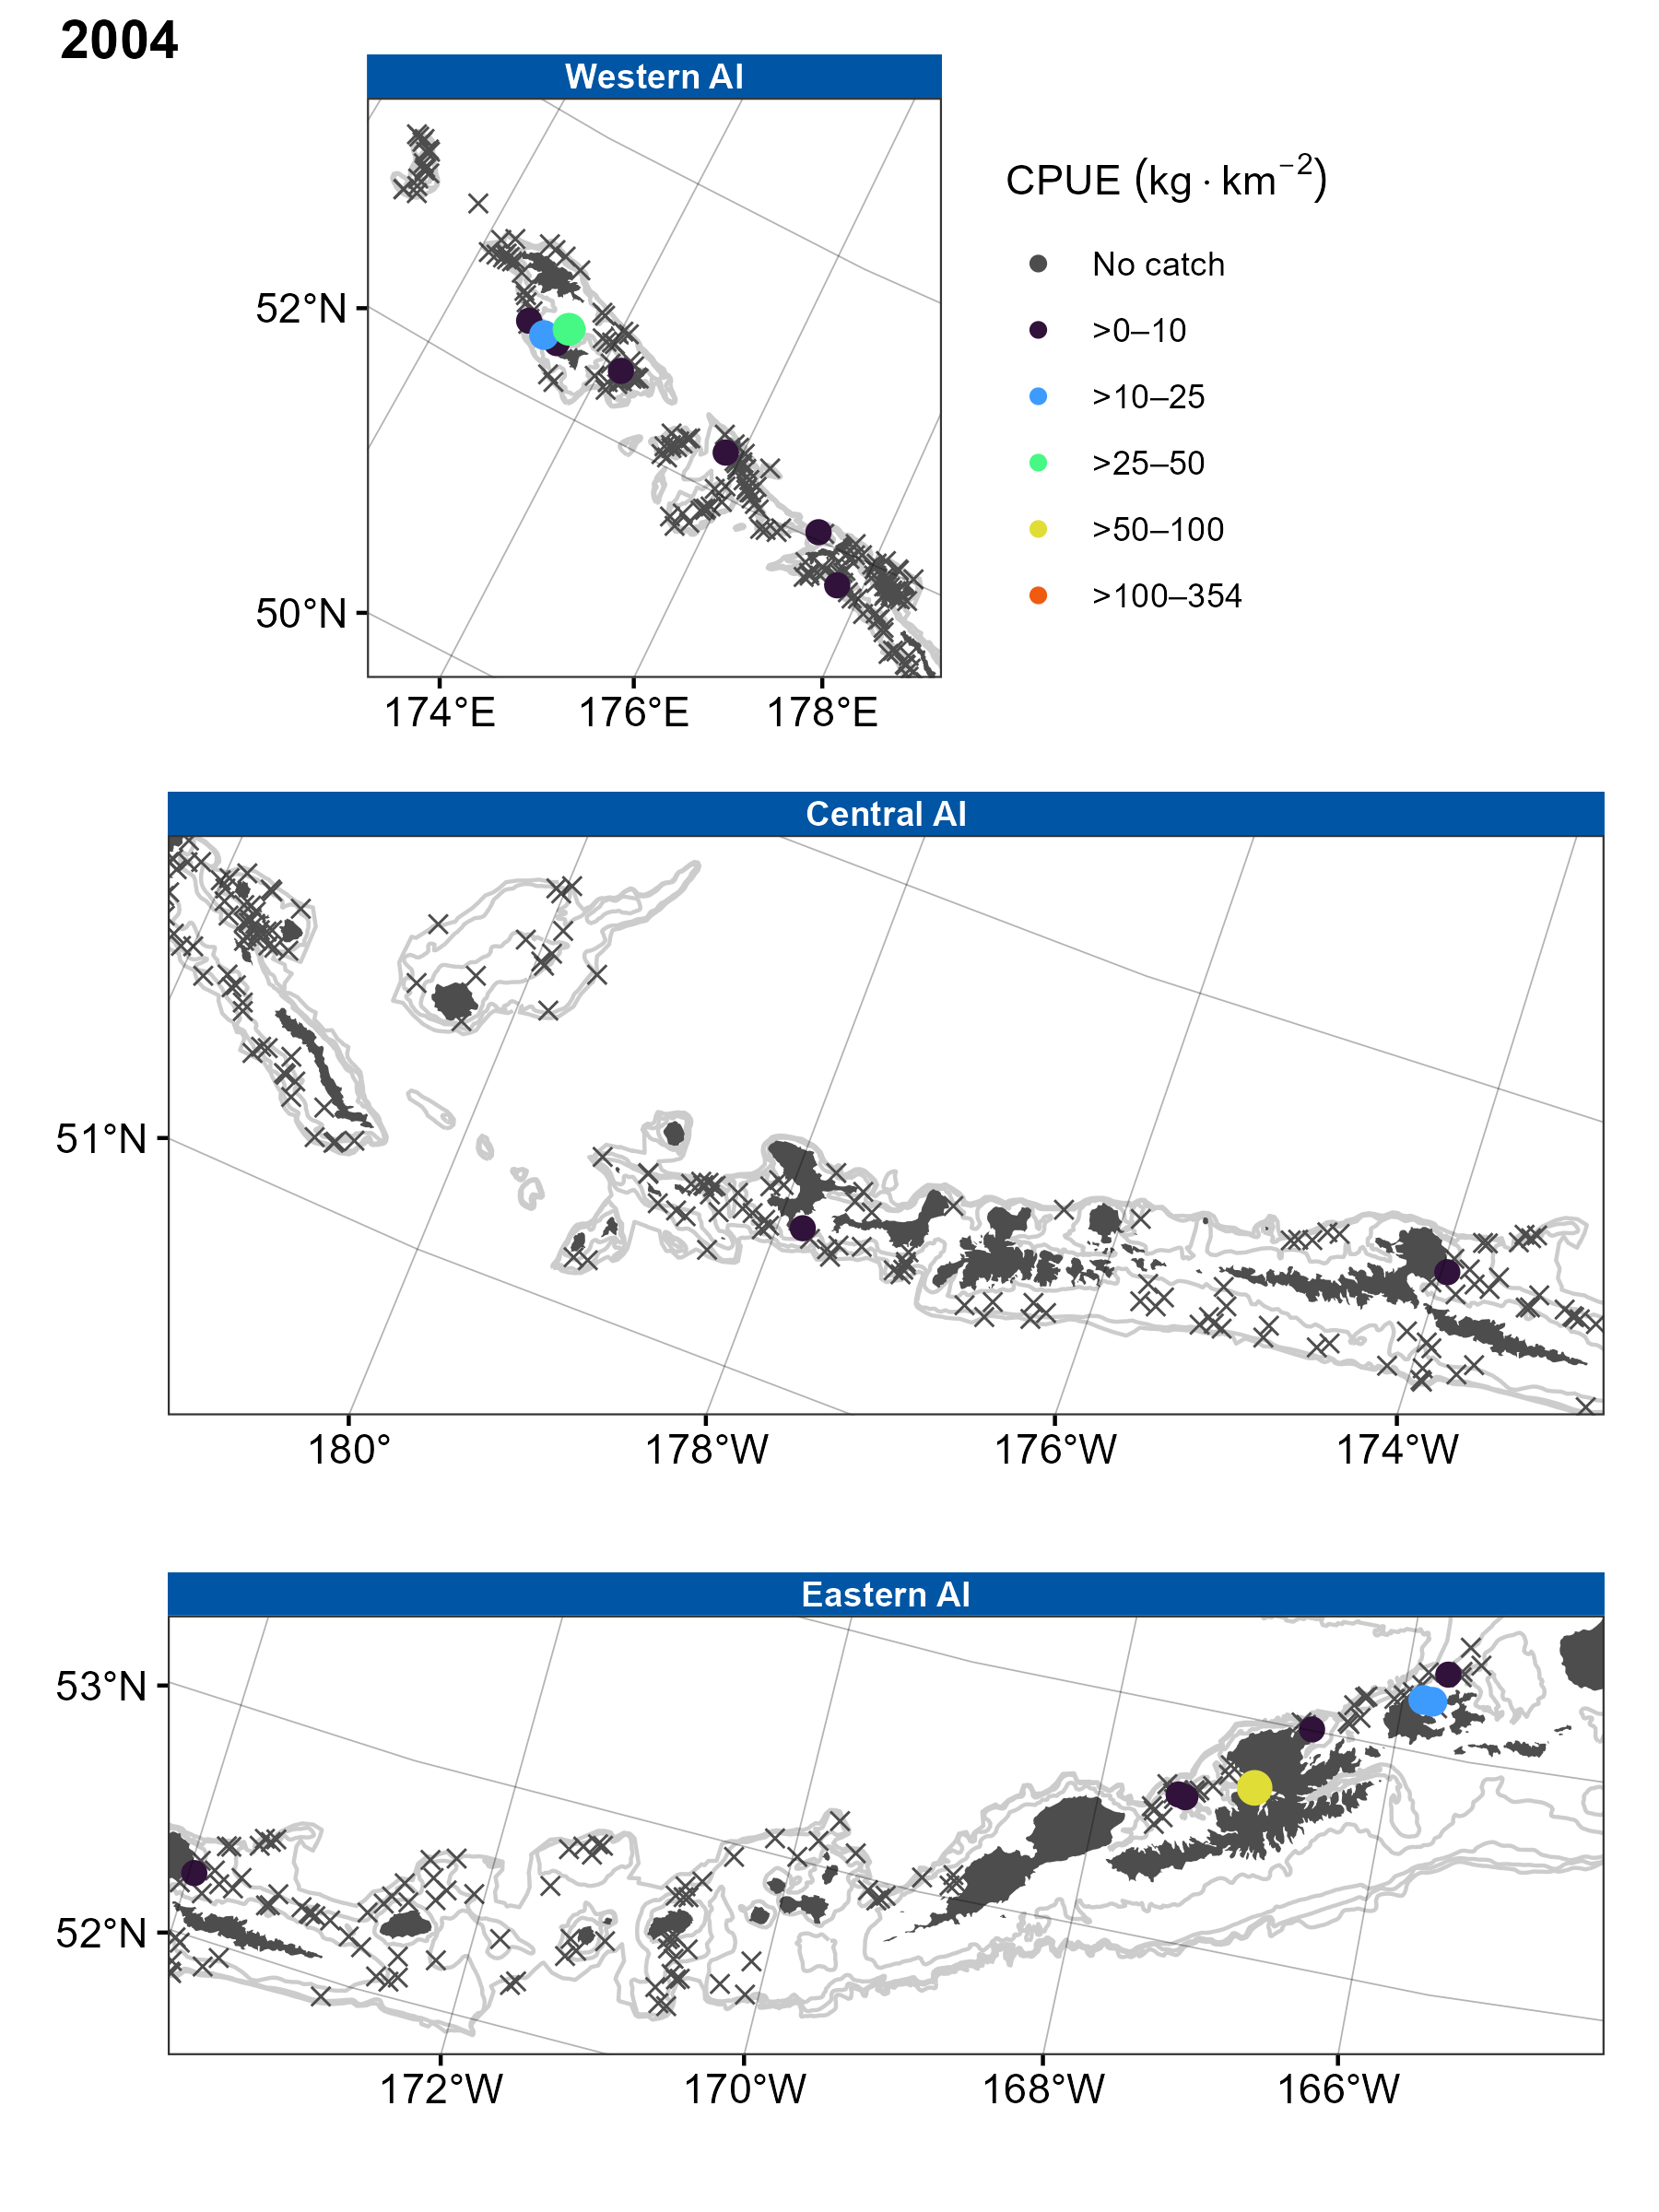 2004
Western AI
52°N
50°N
174°E 176°E 178°E
CPUE (kg · km⁻²)
No catch
>0–10
>10–25
>25–50
>50–100
>100–354
Central AI
51°N
180° 178°W 176°W 174°W
Eastern AI
53°N
52°N
172°W 170°W 168°W 166°W